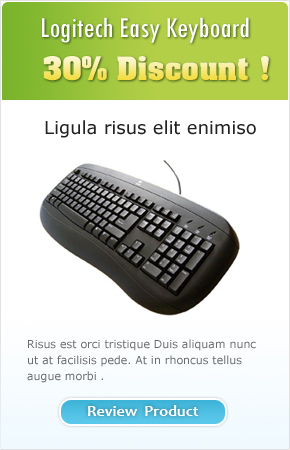 Logitech Easy Keyboard
30% Discount !
Ligula risus elit enimiso
Risus est orci tristique Duis aliquam nunc
ut at facilisis pede. At in rhoncus tellus
augue morbi .
Review Product